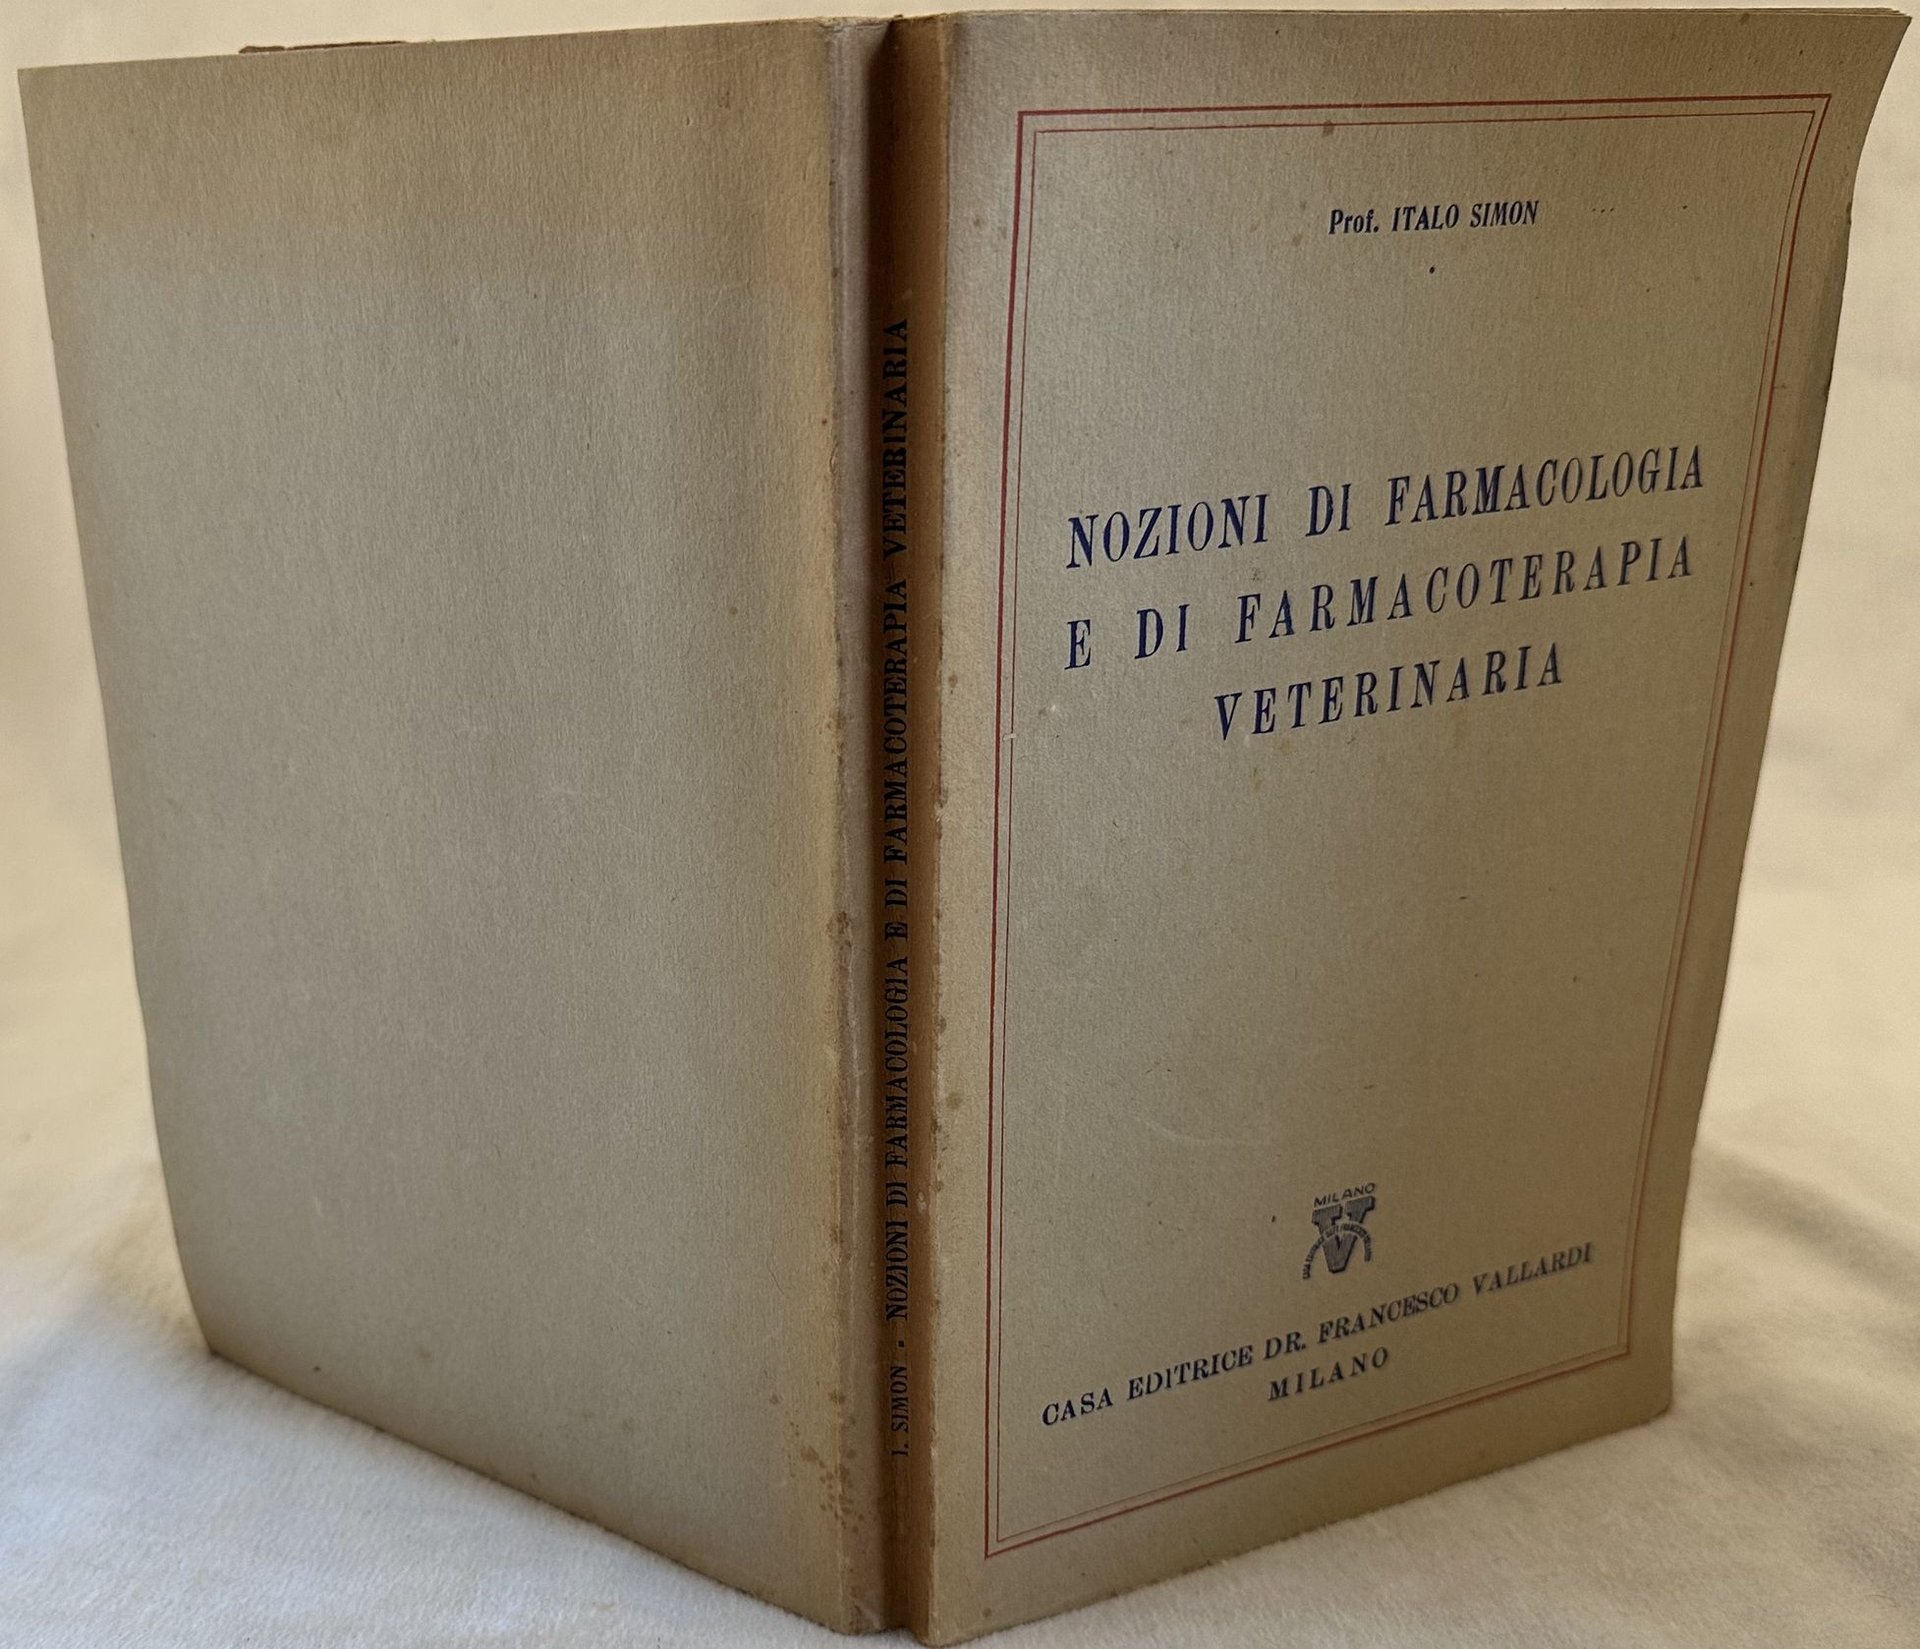 I. SIMON - NOZIONI DI FARMACOLOGIA E DI FARMACOTERAPIA VETERINARIA
Prof. ITALO SIMON
NOZIONI DI FARMACOLOGIA
E DI FARMACOTERAPIA
VETERINARIA
MILANO
V
CASA EDITRICE DR. FRANCESCO VALLARDI
MILANO